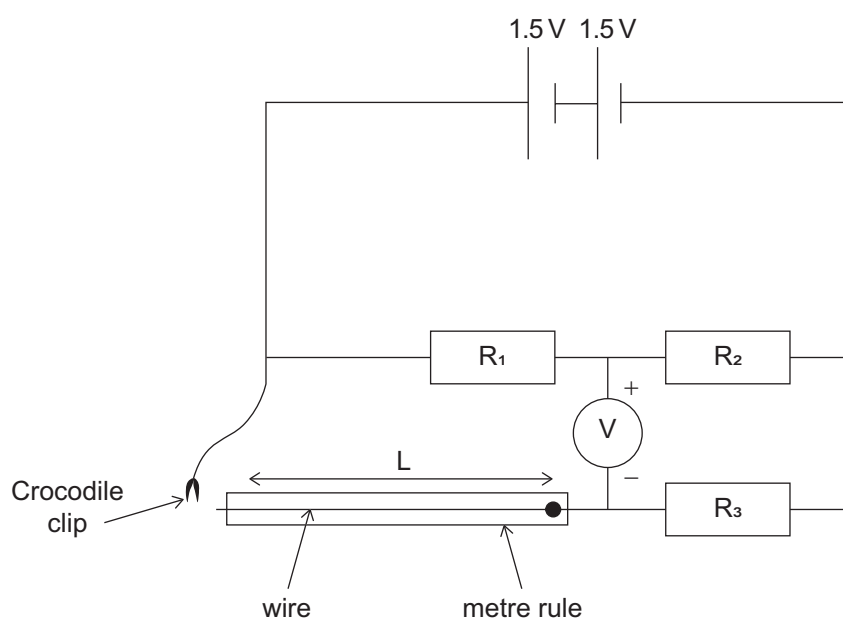 1.5 V 1.5 V
R₁
R₂
+
V
−
L
Crocodile
clip
R₃
wire
metre rule